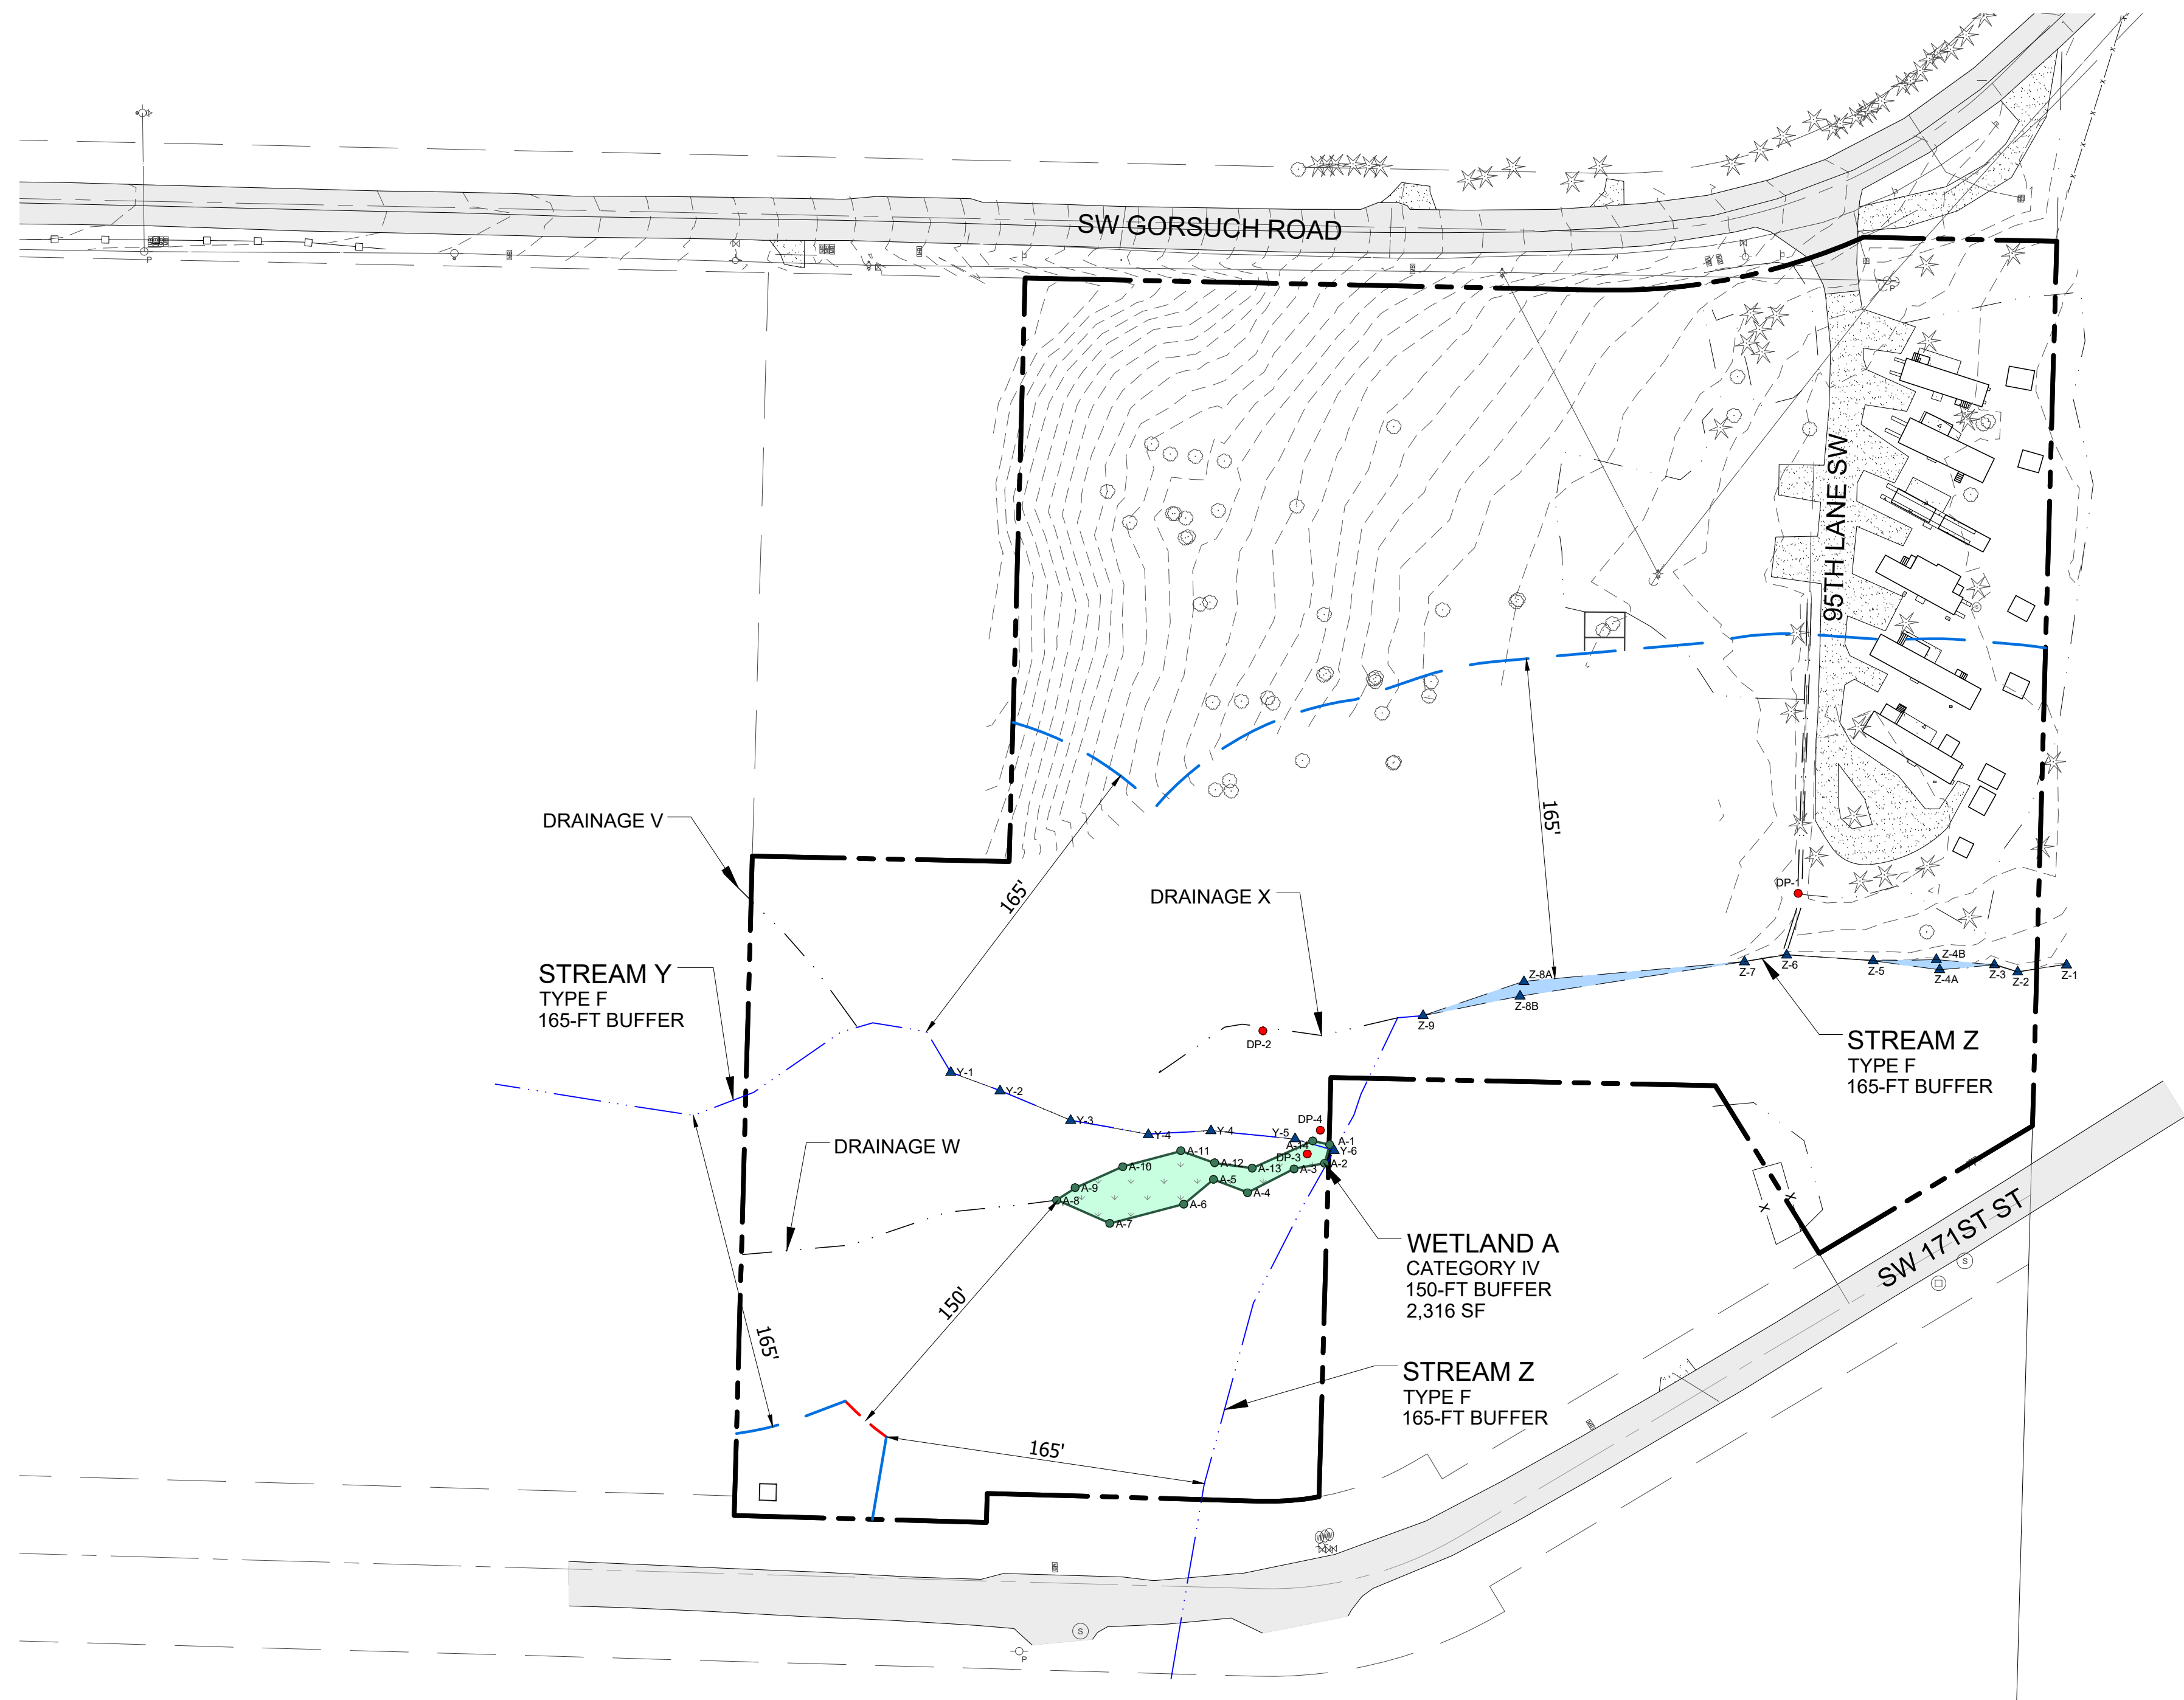 SW GORSUCH ROAD
P
P
P
95TH LANE SW
DRAINAGE V
165'
165'
DRAINAGE X
DP-1
STREAM Y
TYPE F
165-FT BUFFER
Z-8A
Z-8B
Z-9
Z-7
Z-6
Z-5
Z-4B
Z-4A
Z-3
Z-2
Z-1
DP-2
STREAM Z
TYPE F
165-FT BUFFER
Y-1
Y-2
Y-3
Y-4
Y-4
Y-5
Y-6
DP-4
DP-3
DRAINAGE W
A-1
A-2
A-3
A-4
A-5
A-6
A-7
A-8
A-9
A-10
A-11
A-12
A-13
A-14
X
X
SW 171ST ST
S
WETLAND A
CATEGORY IV
150-FT BUFFER
2,316 SF
150'
165'
STREAM Z
TYPE F
165-FT BUFFER
165'
S
P